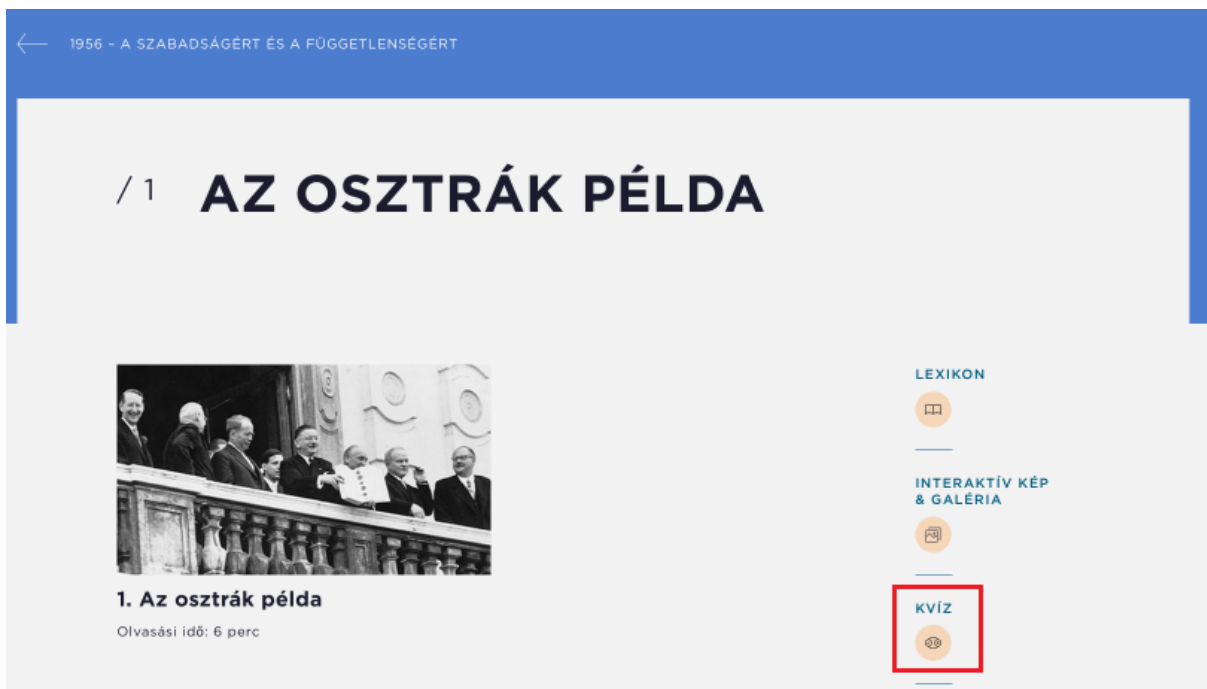 1956 – A SZABADSÁGÉRT ÉS A FÜGGETLENSÉGÉRT
/ 1 AZ OSZTRÁK PÉLDA
1. Az osztrák példa
Olvasási idő: 6 perc
LEXIKON
INTERAKTÍV KÉP
& GALÉRIA
KVÍZ